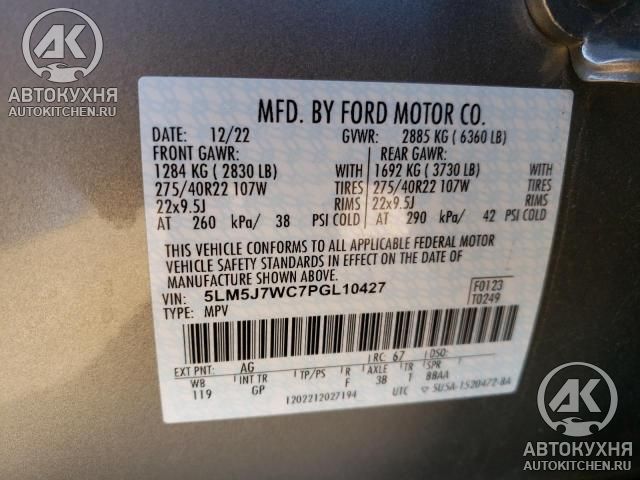 АВТОКУХНЯ
AUTOKITCHEN.RU
MFD. BY FORD MOTOR CO.
DATE: 12/22 GVWR: 2885 KG ( 6360 LB)
FRONT GAWR: REAR GAWR:
1284 KG ( 2830 LB) WITH 1692 KG ( 3730 LB) WITH
275/40R22 107W TIRES 275/40R22 107W TIRES
22x9.5J RIMS 22x9.5J RIMS
AT 260 kPa/ 38 PSI COLD AT 290 kPa/ 42 PSI COLD
THIS VEHICLE CONFORMS TO ALL APPLICABLE FEDERAL MOTOR
VEHICLE SAFETY STANDARDS IN EFFECT ON THE DATE OF
MANUFACTURE SHOWN ABOVE.
VIN: 5LM5J7WC7PGL10427 F0123
TYPE: MPV T0249
EXT PNT: AG RC: 67 DSO:
WB INT TR TP/PS R AXLE TR SPR
119 GP F 38 T 8BAA
1202212027194 UTC 5U5A-1520472-BA
АВТОКУХНЯ
AUTOKITCHEN.RU